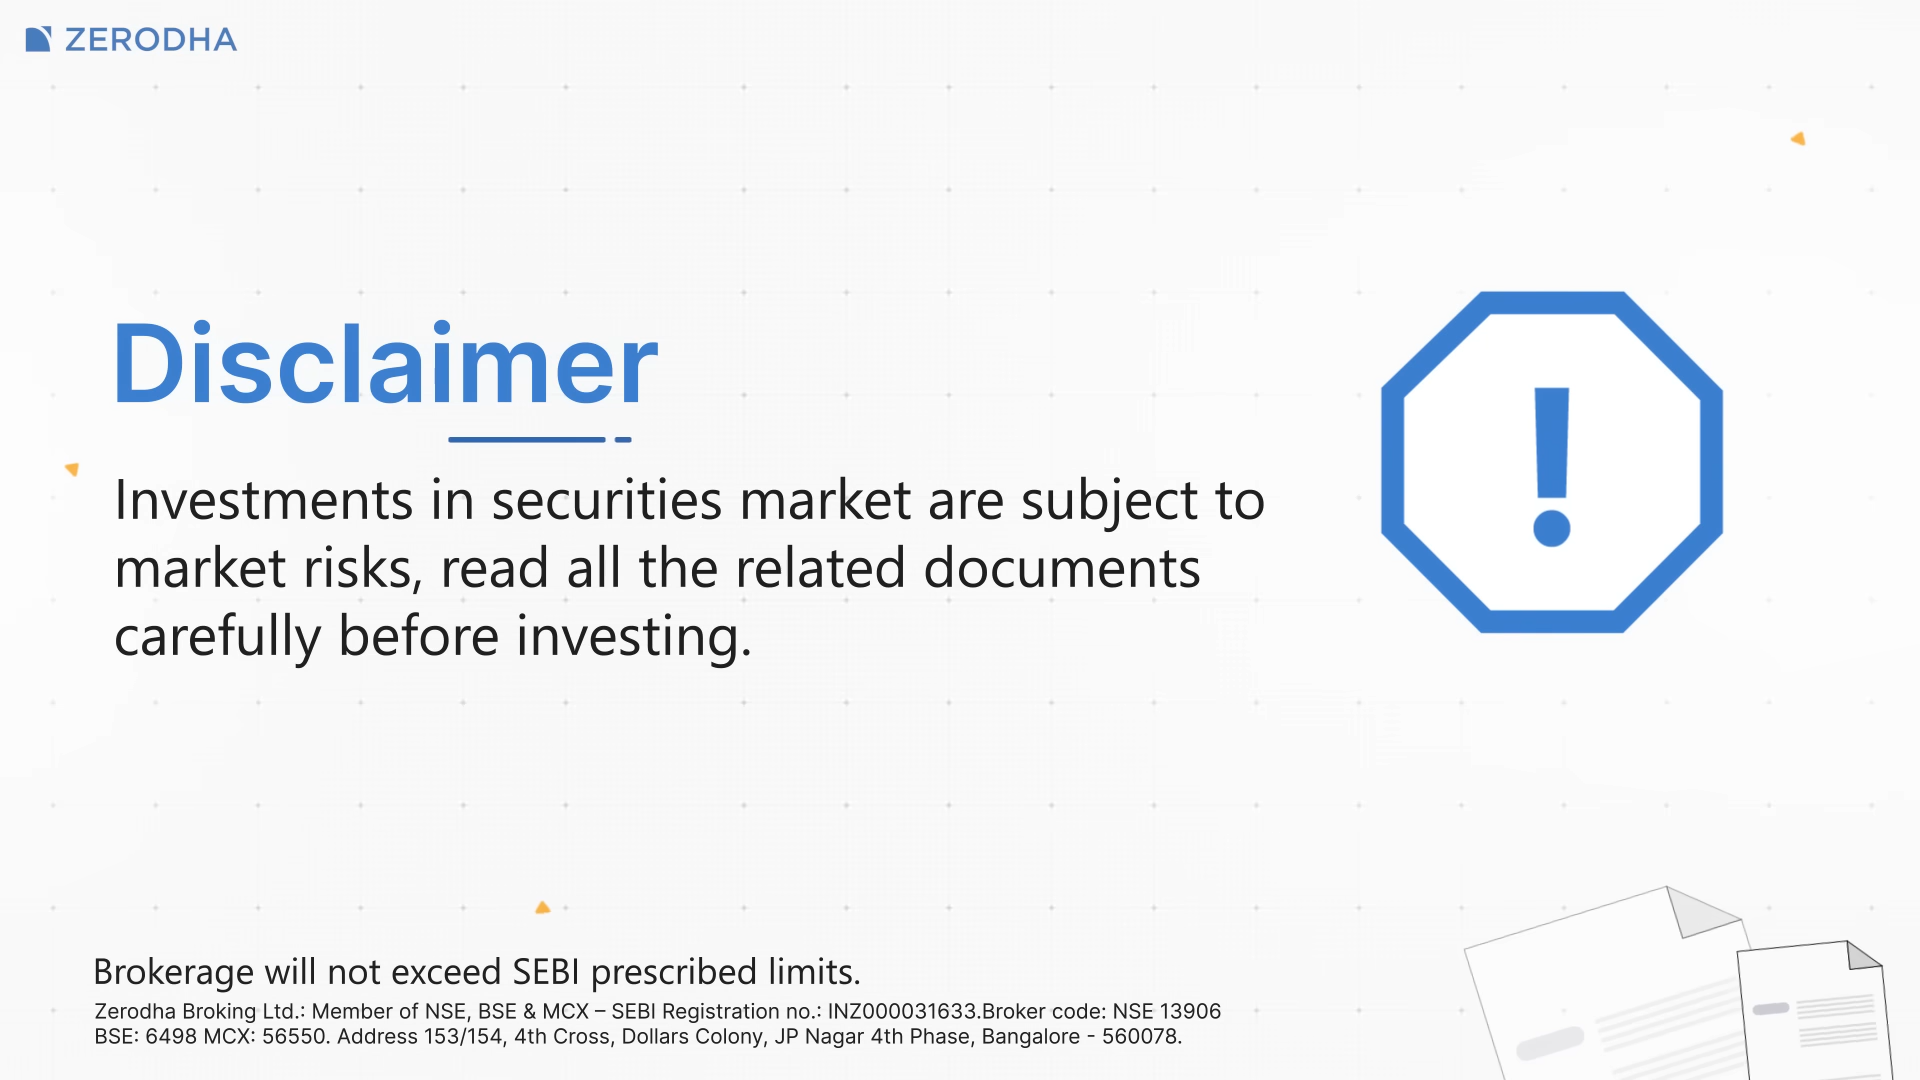 ZERODHA
Disclaimer
Investments in securities market are subject to
market risks, read all the related documents
carefully before investing.
Brokerage will not exceed SEBI prescribed limits.
Zerodha Broking Ltd.: Member of NSE, BSE & MCX – SEBI Registration no.: INZ000031633.Broker code: NSE 13906
BSE: 6498 MCX: 56550. Address 153/154, 4th Cross, Dollars Colony, JP Nagar 4th Phase, Bangalore - 560078.